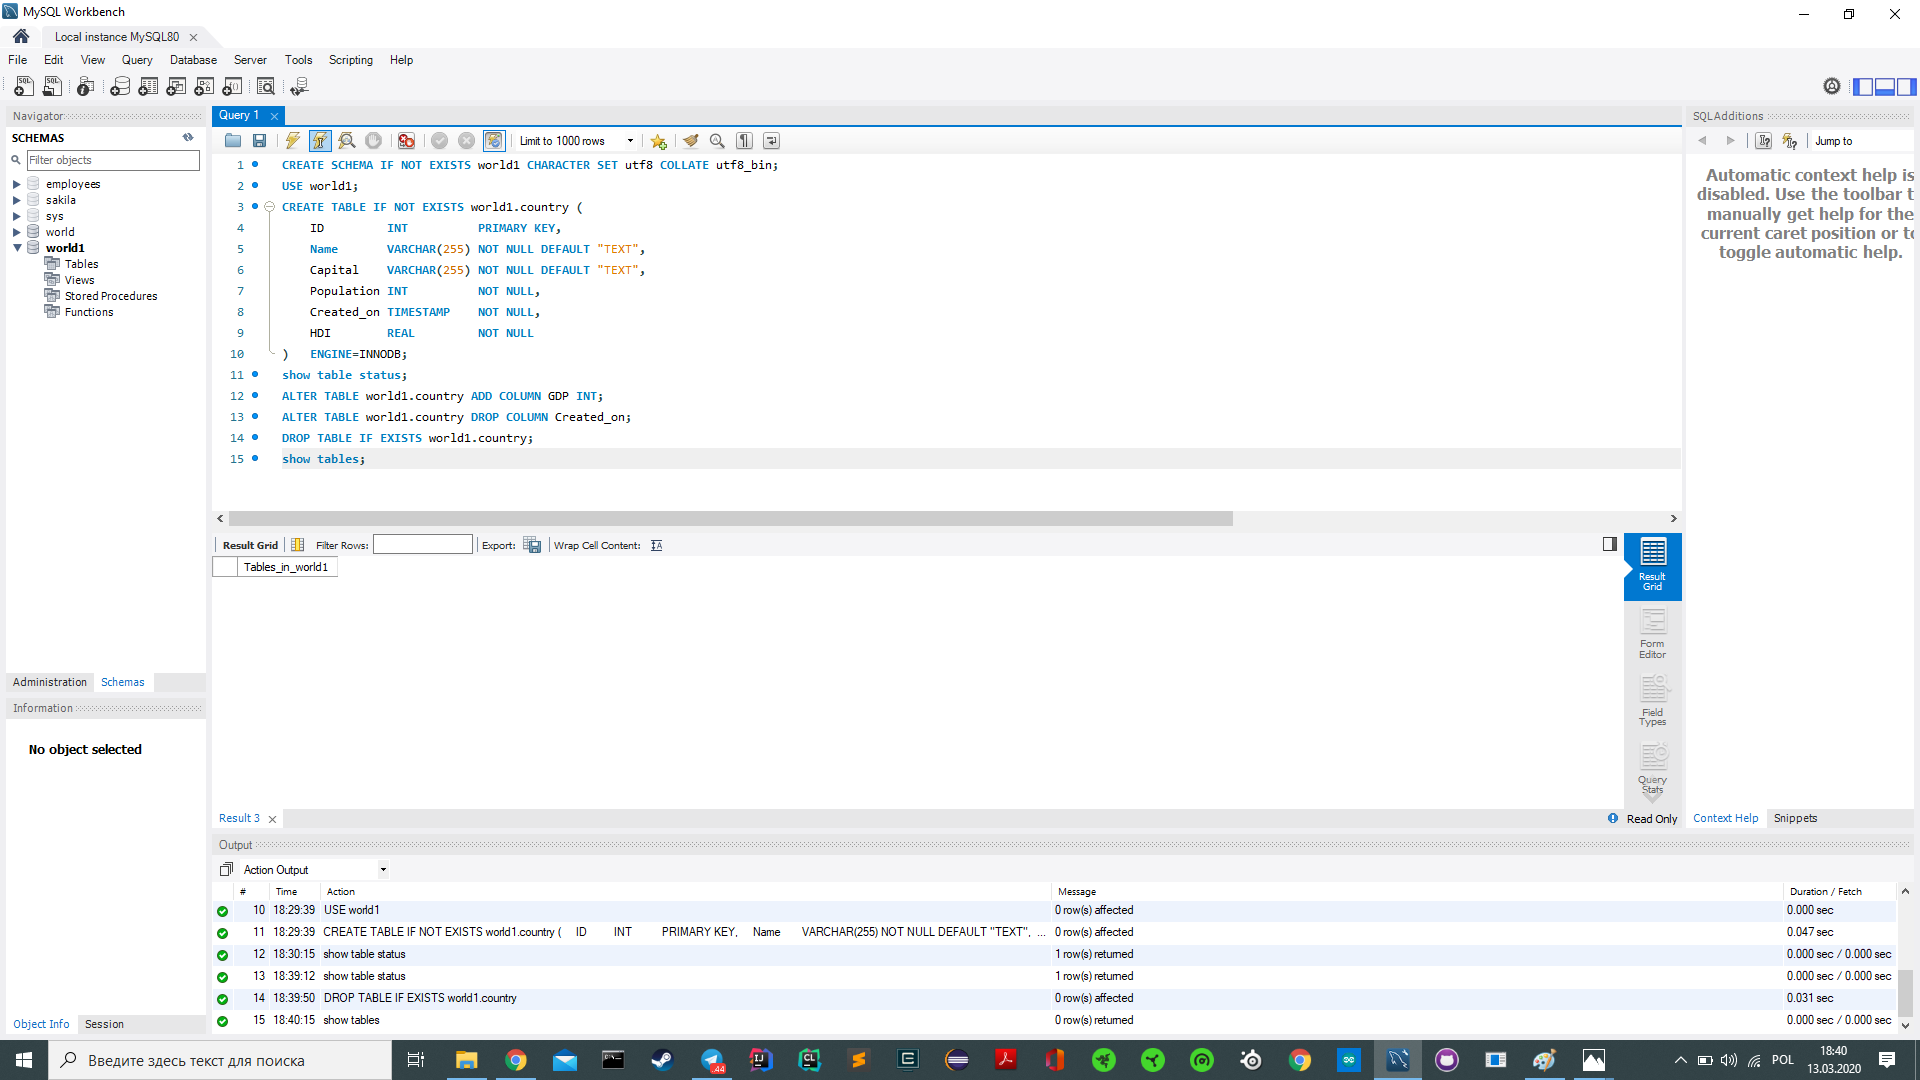 MySQL Workbench
Local instance MySQL80
File Edit View Query Database Server Tools Scripting Help
Navigator
SCHEMAS
Filter objects
employees
sakila
sys
world
world1
Tables
Views
Stored Procedures
Functions
Administration Schemas
Information
No object selected
Object Info Session
Query 1
Limit to 1000 rows
1 CREATE SCHEMA IF NOT EXISTS world1 CHARACTER SET utf8 COLLATE utf8_bin;
2 USE world1;
3 CREATE TABLE IF NOT EXISTS world1.country (
4 ID INT PRIMARY KEY,
5 Name VARCHAR(255) NOT NULL DEFAULT "TEXT",
6 Capital VARCHAR(255) NOT NULL DEFAULT "TEXT",
7 Population INT NOT NULL,
8 Created_on TIMESTAMP NOT NULL,
9 HDI REAL NOT NULL
10 ) ENGINE=INNODB;
11 show table status;
12 ALTER TABLE world1.country ADD COLUMN GDP INT;
13 ALTER TABLE world1.country DROP COLUMN Created_on;
14 DROP TABLE IF EXISTS world1.country;
15 show tables;
Result Grid Filter Rows: Export: Wrap Cell Content:
Tables_in_world1
Result
Grid
Form
Editor
Field
Types
Query
Stats
Result 3
Read Only
SQLAdditions
Jump to
Automatic context help is
disabled. Use the toolbar t
manually get help for the
current caret position or to
toggle automatic help.
Context Help Snippets
Output
Action Output
# Time Action Message Duration / Fetch
10 18:29:39 USE world1 0 row(s) affected 0.000 sec
11 18:29:39 CREATE TABLE IF NOT EXISTS world1.country ( ID INT PRIMARY KEY, Name VARCHAR(255) NOT NULL DEFAULT "TEXT", ... 0 row(s) affected 0.047 sec
12 18:30:15 show table status 1 row(s) returned 0.000 sec / 0.000 sec
13 18:39:12 show table status 1 row(s) returned 0.000 sec / 0.000 sec
14 18:39:50 DROP TABLE IF EXISTS world1.country 0 row(s) affected 0.031 sec
15 18:40:15 show tables 0 row(s) returned 0.000 sec / 0.000 sec
Введите здесь текст для поиска
44
POL
18:40
13.03.2020